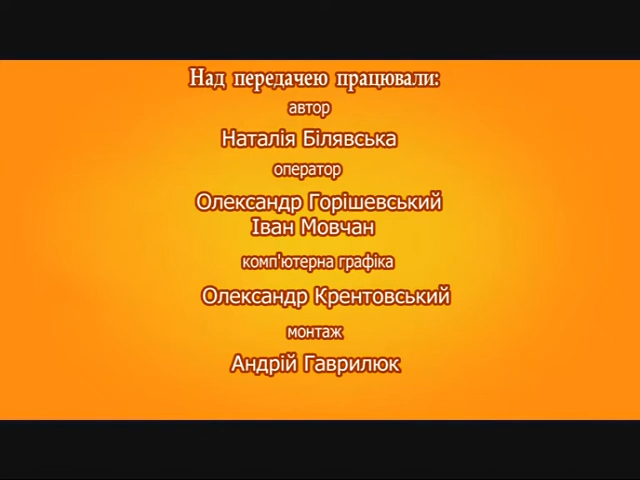 Над передачею працювали:
автор
Наталія Білявська
оператор
Олександр Горішевський
Іван Мовчан
комп'ютерна графіка
Олександр Крентовський
монтаж
Андрій Гаврилюк